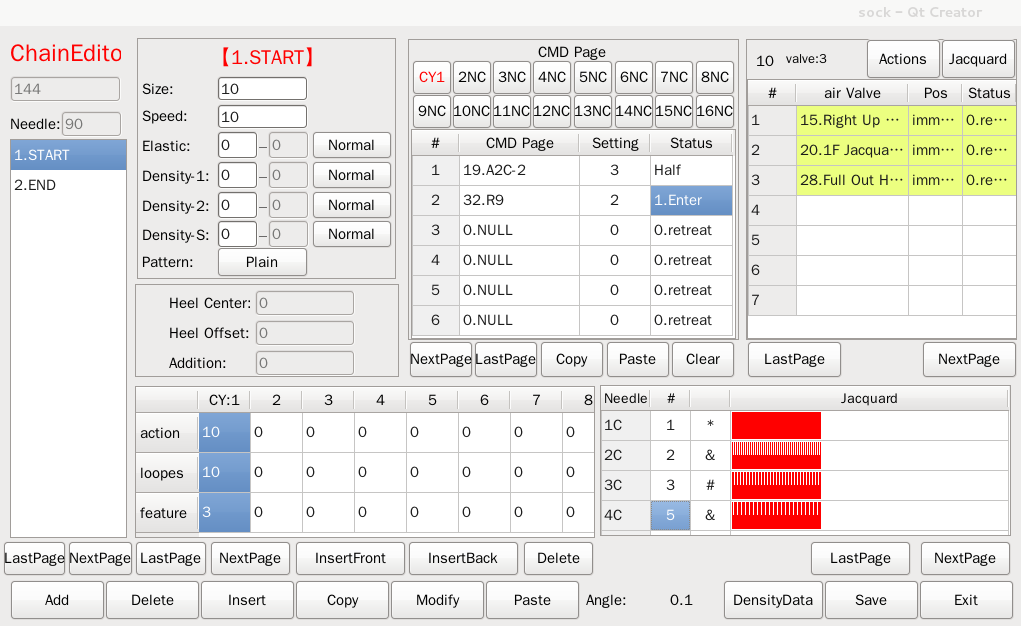 sock - Qt Creator
ChainEdito
144
Needle: 90
1.START
2.END
【1.START】
Size: 10
Speed: 10
Elastic: 0 – 0 Normal
Density-1: 0 – 0 Normal
Density-2: 0 – 0 Normal
Density-S: 0 – 0 Normal
Pattern: Plain
Heel Center: 0
Heel Offset: 0
Addition: 0
CMD Page
CY1 2NC 3NC 4NC 5NC 6NC 7NC 8NC
9NC 10NC 11NC 12NC 13NC 14NC 15NC 16NC
# CMD Page Setting Status
1 19.A2C-2 3 Half
2 32.R9 2 1.Enter
3 0.NULL 0 0.retreat
4 0.NULL 0 0.retreat
5 0.NULL 0 0.retreat
6 0.NULL 0 0.retreat
NextPage LastPage Copy Paste Clear
10 valve:3 Actions Jacquard
# air Valve Pos Status
1 15.Right Up ··· imm··· 0.re···
2 20.1F Jacqua··· imm··· 0.re···
3 28.Full Out H··· imm··· 0.re···
4
5
6
7
LastPage NextPage
CY:1 2 3 4 5 6 7 8
action 10 0 0 0 0 0 0 0
loopes 10 0 0 0 0 0 0 0
feature 3 0 0 0 0 0 0 0
Needle # Jacquard
1C 1 *
2C 2 &
3C 3 #
4C 5 &
LastPage NextPage LastPage NextPage InsertFront InsertBack Delete LastPage NextPage
Add Delete Insert Copy Modify Paste Angle: 0.1 DensityData Save Exit